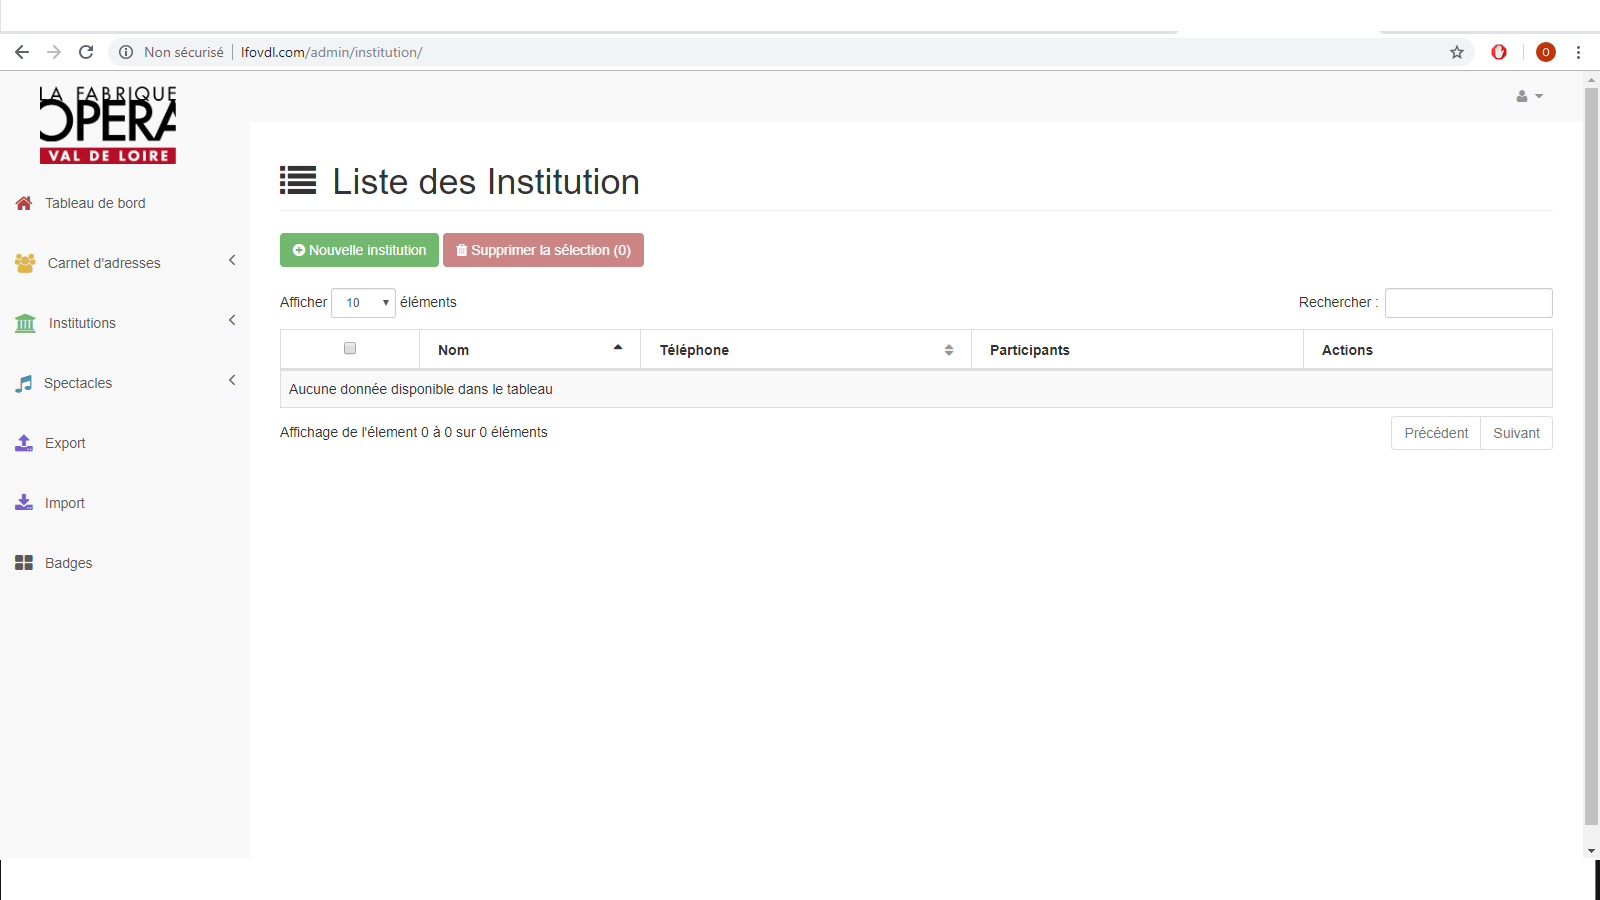 Non sécurisé lfovdl.com/admin/institution/
O
LA FABRIQUE
OPERA
VAL DE LOIRE
Tableau de bord
Carnet d'adresses
Institutions
Spectacles
Export
Import
Badges
Liste des Institution
Nouvelle institution Supprimer la sélection (0)
Afficher 10 éléments Rechercher :
Nom Téléphone Participants Actions
Aucune donnée disponible dans le tableau
Affichage de l'élement 0 à 0 sur 0 éléments Précédent Suivant